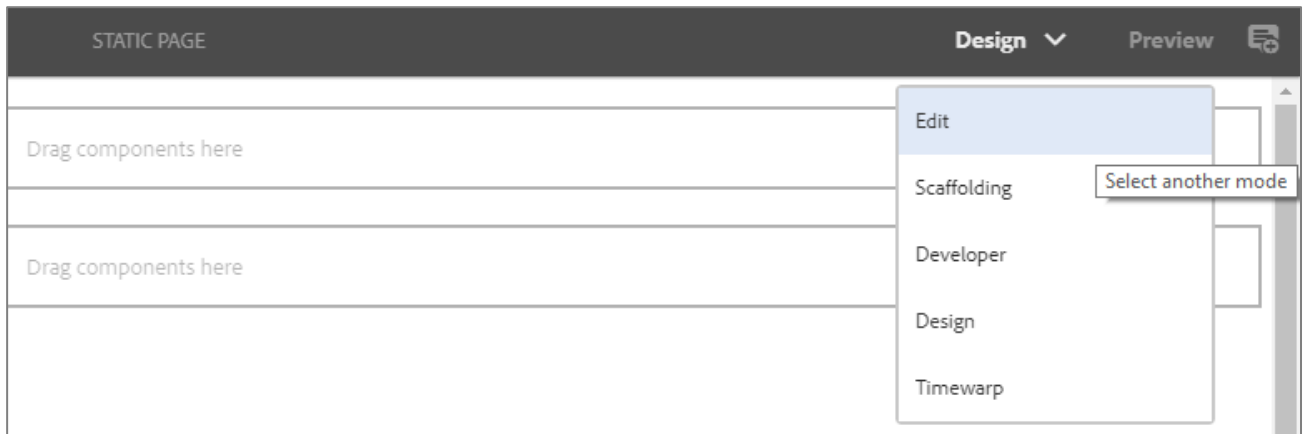 STATIC PAGE Design Preview
Edit
Drag components here
Select another mode
Scaffolding
Developer
Drag components here
Design
Timewarp